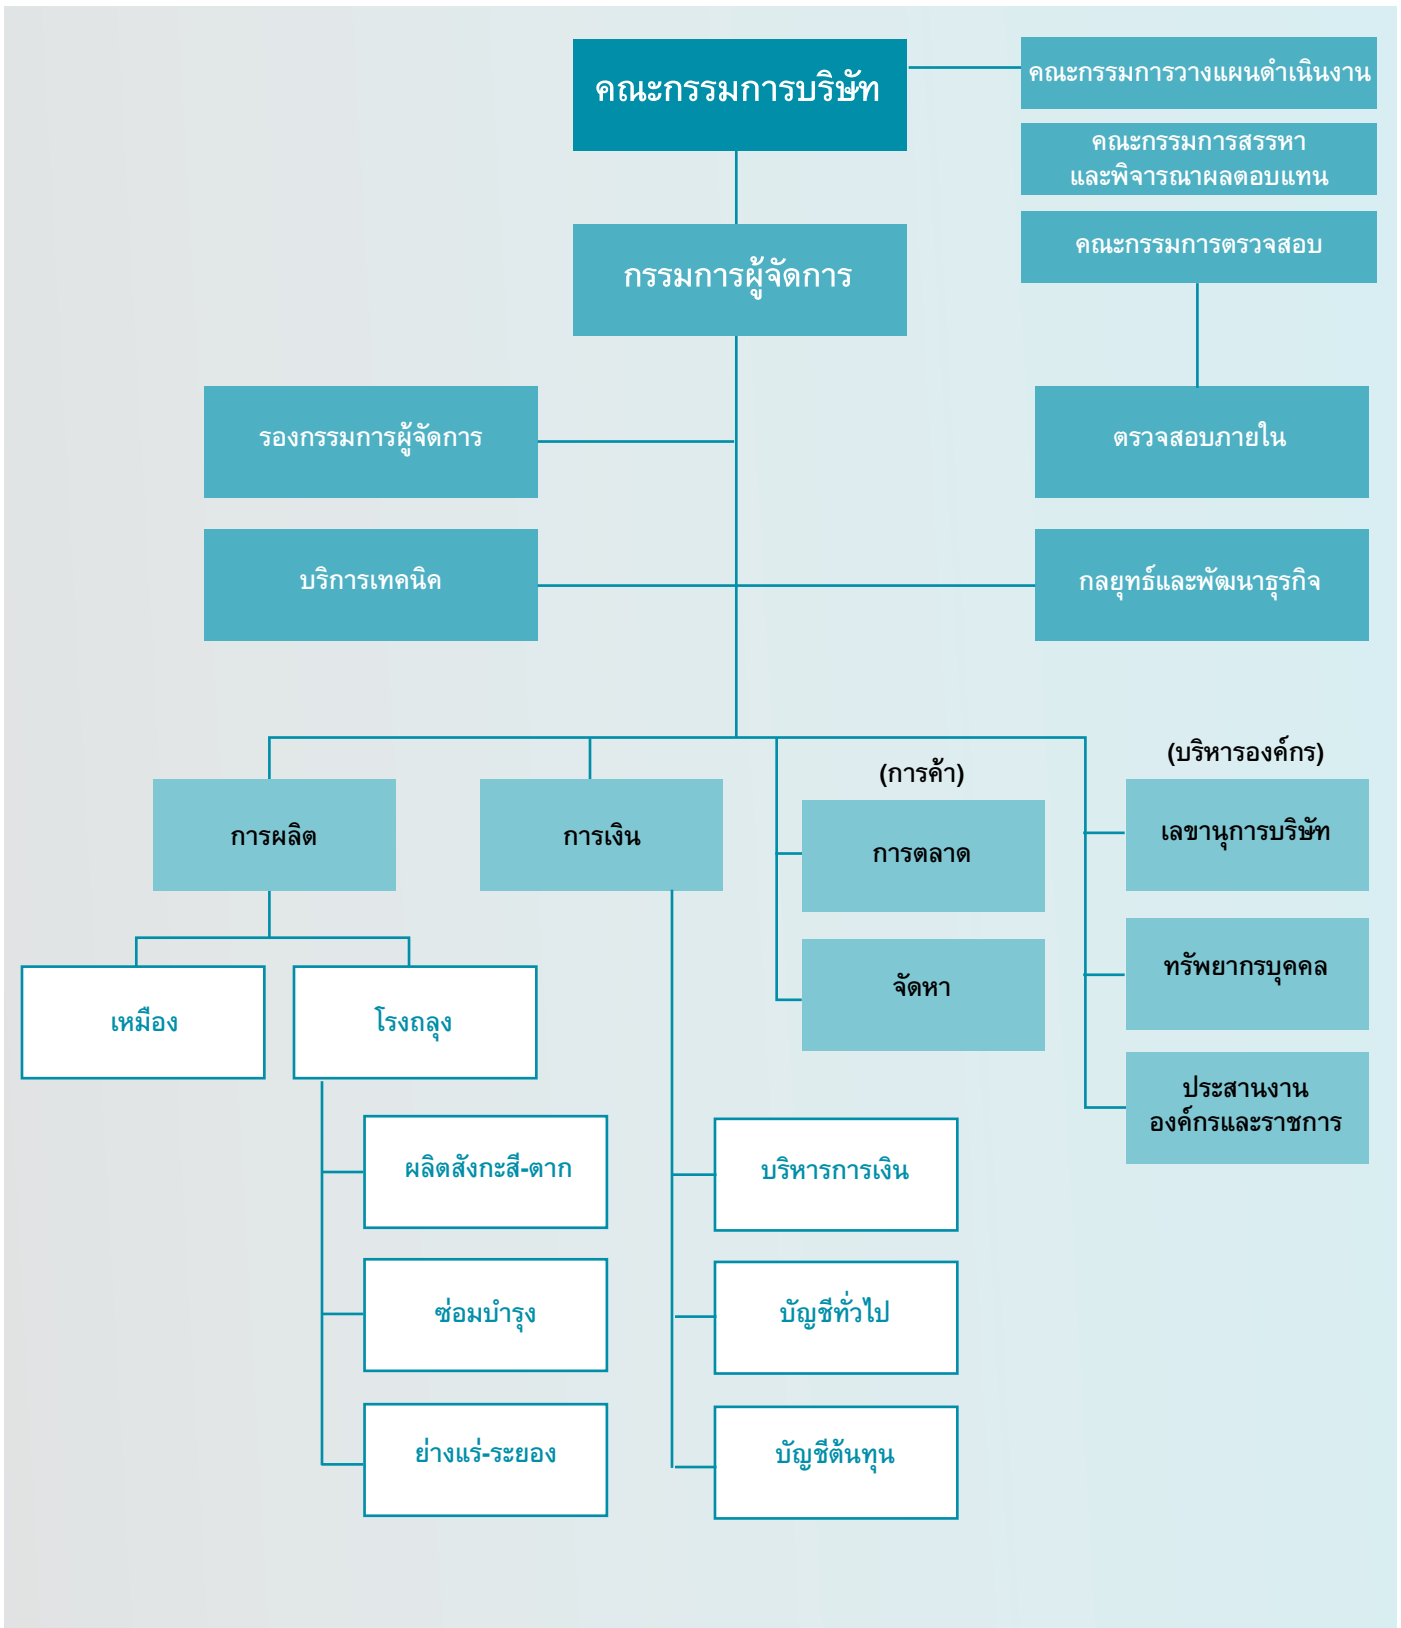 คณะกรรมการบริษัท
คณะกรรมการวางแผนดำเนินงาน
คณะกรรมการสรรหา
และพิจารณาผลตอบแทน
คณะกรรมการตรวจสอบ
กรรมการผู้จัดการ
รองกรรมการผู้จัดการ
ตรวจสอบภายใน
บริการเทคนิค
กลยุทธ์และพัฒนาธุรกิจ
การผลิต
การเงิน
(การค้า)
การตลาด
จัดหา
(บริหารองค์กร)
เลขานุการบริษัท
ทรัพยากรบุคคล
ประสานงาน
องค์กรและราชการ
เหมือง
โรงถลุง
ผลิตสังกะสี-ตาก
ซ่อมบำรุง
ย่างแร่-ระยอง
บริหารการเงิน
บัญชีทั่วไป
บัญชีต้นทุน